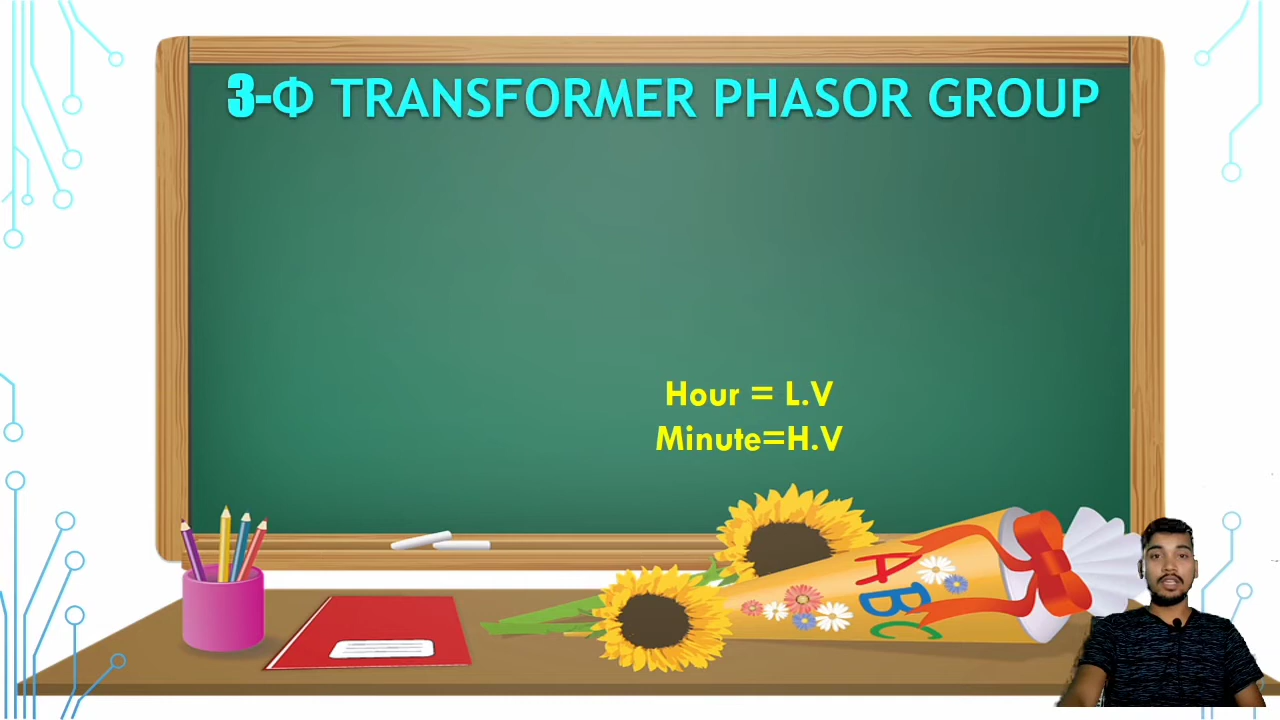 3-Φ TRANSFORMER PHASOR GROUP
Hour = L.V
Minute=H.V
ABC